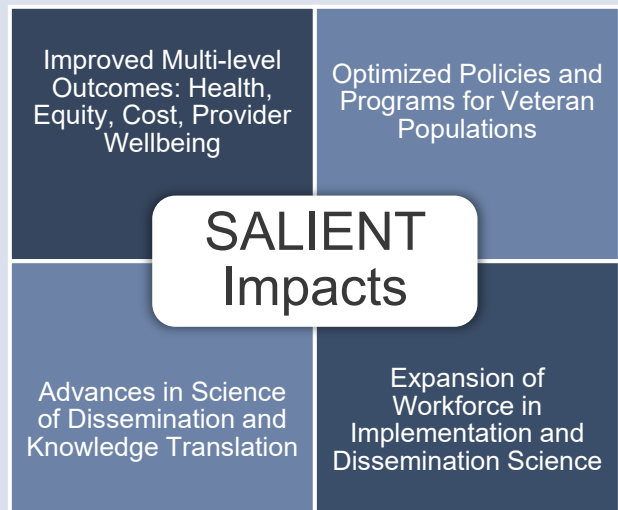 Improved Multi-level
Outcomes: Health,
Equity, Cost, Provider
Wellbeing
Optimized Policies and
Programs for Veteran
Populations
SALIENT
Impacts
Advances in Science
of Dissemination and
Knowledge Translation
Expansion of
Workforce in
Implementation and
Dissemination Science